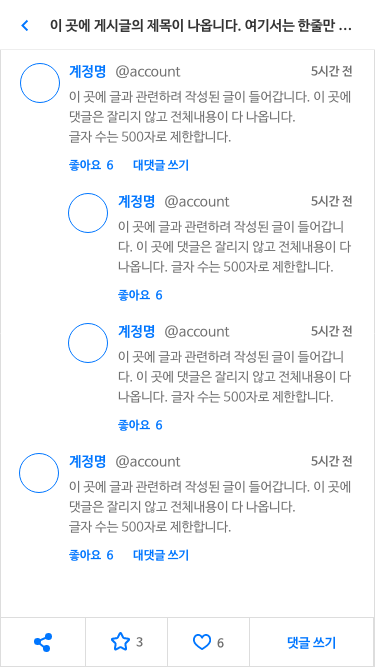 이 곳에 게시글의 제목이 나옵니다. 여기서는 한줄만 ...
계정명 @account 5시간 전
이 곳에 글과 관련하려 작성된 글이 들어갑니다. 이 곳에
댓글은 잘리지 않고 전체내용이 다 나옵니다.
글자 수는 500자로 제한합니다.
좋아요 6 대댓글 쓰기
계정명 @account 5시간 전
이 곳에 글과 관련하려 작성된 글이 들어갑니
다. 이 곳에 댓글은 잘리지 않고 전체내용이 다
나옵니다. 글자 수는 500자로 제한합니다.
좋아요 6
계정명 @account 5시간 전
이 곳에 글과 관련하려 작성된 글이 들어갑니
다. 이 곳에 댓글은 잘리지 않고 전체내용이 다
나옵니다. 글자 수는 500자로 제한합니다.
좋아요 6
계정명 @account 5시간 전
이 곳에 글과 관련하려 작성된 글이 들어갑니다. 이 곳에
댓글은 잘리지 않고 전체내용이 다 나옵니다.
글자 수는 500자로 제한합니다.
좋아요 6 대댓글 쓰기
3 6 댓글 쓰기